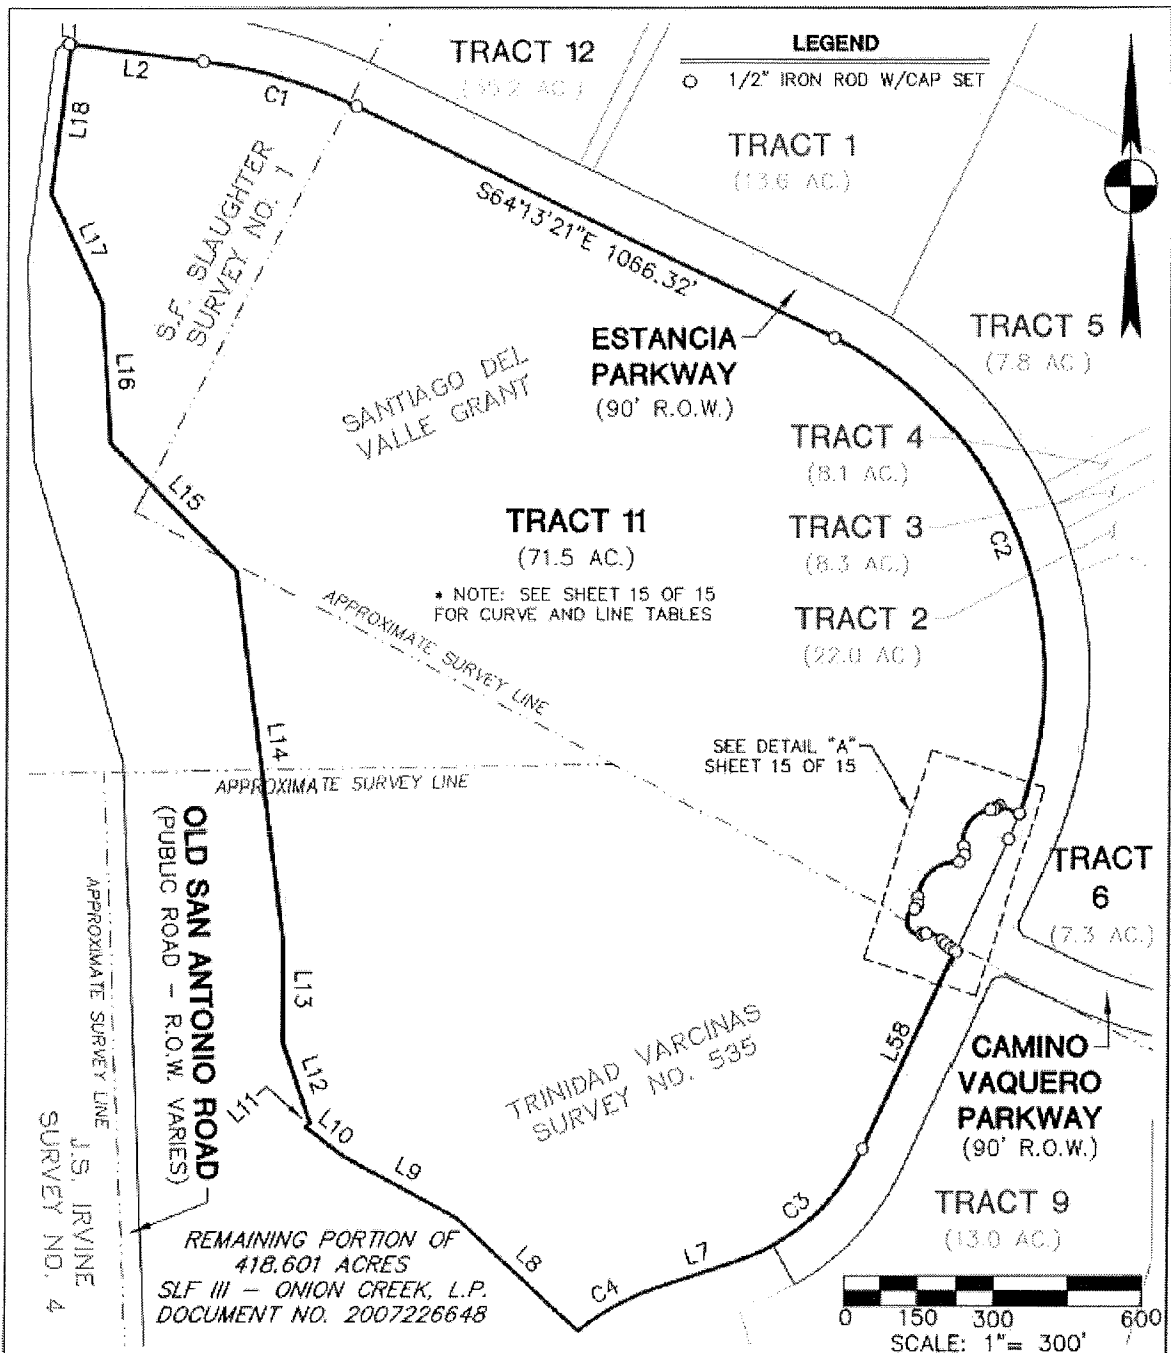 L1
L2
C1
TRACT 12
(95.2 AC.)
LEGEND
1/2" IRON ROD W/CAP SET
TRACT 1
(13.6 AC.)
L18
L17
S.F. SLAUGHTER
SURVEY NO. 1
S64°13'21"E 1066.32'
ESTANCIA
PARKWAY
(90' R.O.W.)
TRACT 5
(7.8 AC.)
L16
SANTIAGO DEL
VALLE GRANT
TRACT 4
(8.1 AC.)
L15
TRACT 11
(71.5 AC.)
* NOTE: SEE SHEET 15 OF 15
FOR CURVE AND LINE TABLES
TRACT 3
(8.3 AC.)
C2
TRACT 2
(22.0 AC.)
APPROXIMATE SURVEY LINE
L14
SEE DETAIL "A"
SHEET 15 OF 15
APPROXIMATE SURVEY LINE
OLD SAN ANTONIO ROAD
(PUBLIC ROAD - R.O.W. VARIES)
APPROXIMATE SURVEY LINE
TRACT
6
(7.3 AC.)
L13
L12
L11
L10
L9
TRINIDAD VARCINAS
SURVEY NO. 535
L58
CAMINO
VAQUERO
PARKWAY
(90' R.O.W.)
J.S. IRVINE
SURVEY NO. 4
REMAINING PORTION OF
418.601 ACRES
SLF III - ONION CREEK, L.P.
DOCUMENT NO. 2007226648
L8
C4
L7
C3
TRACT 9
(13.0 AC.)
0 150 300 600
SCALE: 1"= 300'